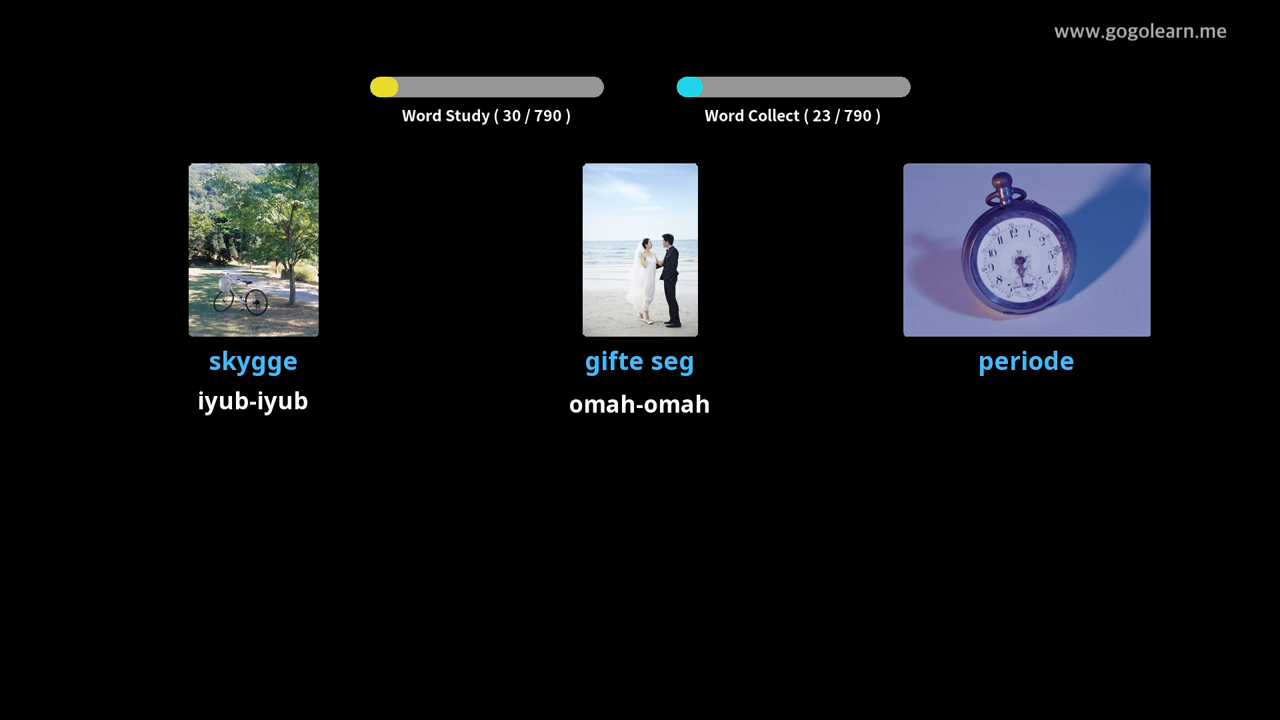 www.gogolearn.me
Word Study ( 30 / 790 )
Word Collect ( 23 / 790 )
skygge
gifte seg
periode
iyub-iyub
omah-omah